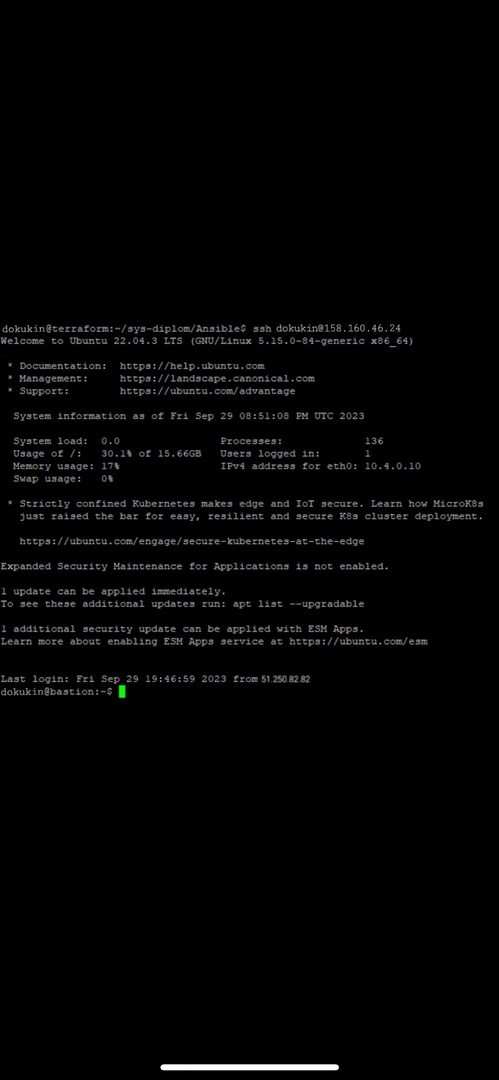 dokukin@terraform:~/sys-diplom/Ansible$ ssh dokukin@158.160.46.24
Welcome to Ubuntu 22.04.3 LTS (GNU/Linux 5.15.0-84-generic x86_64)
* Documentation: https://help.ubuntu.com
* Management: https://landscape.canonical.com
* Support: https://ubuntu.com/advantage
System information as of Fri Sep 29 08:51:08 PM UTC 2023
System load: 0.0 Processes: 136
Usage of /: 30.1% of 15.66GB Users logged in: 1
Memory usage: 17% IPv4 address for eth0: 10.4.0.10
Swap usage: 0%
* Strictly confined Kubernetes makes edge and IoT secure. Learn how MicroK8s
just raised the bar for easy, resilient and secure K8s cluster deployment.
https://ubuntu.com/engage/secure-kubernetes-at-the-edge
Expanded Security Maintenance for Applications is not enabled.
1 update can be applied immediately.
To see these additional updates run: apt list --upgradable
1 additional security update can be applied with ESM Apps.
Learn more about enabling ESM Apps service at https://ubuntu.com/esm
Last login: Fri Sep 29 19:46:59 2023 from 51.250.82.82
dokukin@bastion:~$